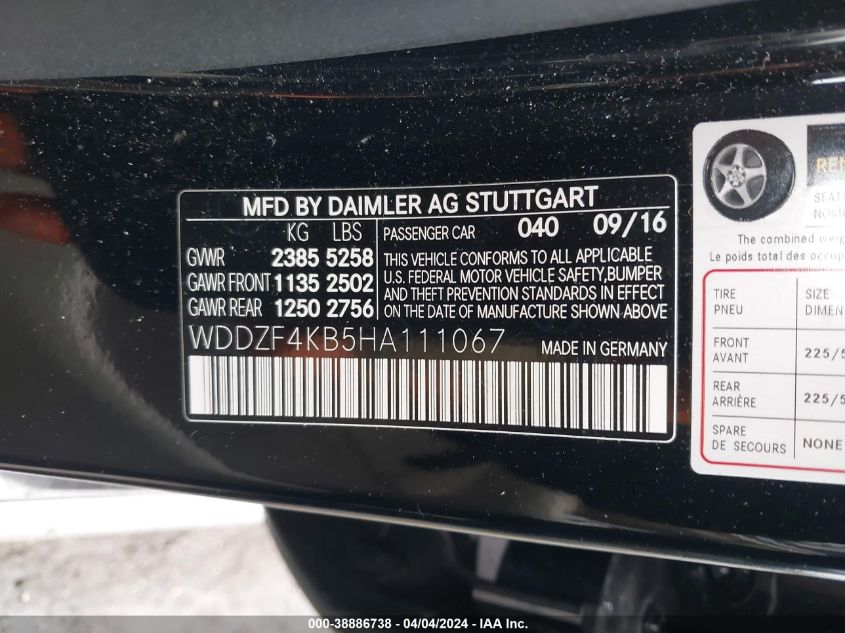 MFD BY DAIMLER AG STUTTGART
KG LBS
GVWR 2385 5258
GAWR FRONT 1135 2502
GAWR REAR 1250 2756
PASSENGER CAR 040 09/16
THIS VEHICLE CONFORMS TO ALL APPLICABLE
U.S. FEDERAL MOTOR VEHICLE SAFETY,BUMPER
AND THEFT PREVENTION STANDARDS IN EFFECT
ON THE DATE OF MANUFACTURE SHOWN ABOVE
WDDZF4KB5HA111067 MADE IN GERMANY
The combined
Le poids total des
TIRE SIZE
PNEU
FRONT
AVANT 225/5
REAR
ARRIÈRE 225/5
SPARE
DE SECOURS NONE
000-38886738 - 04/04/2024 - IAA Inc.